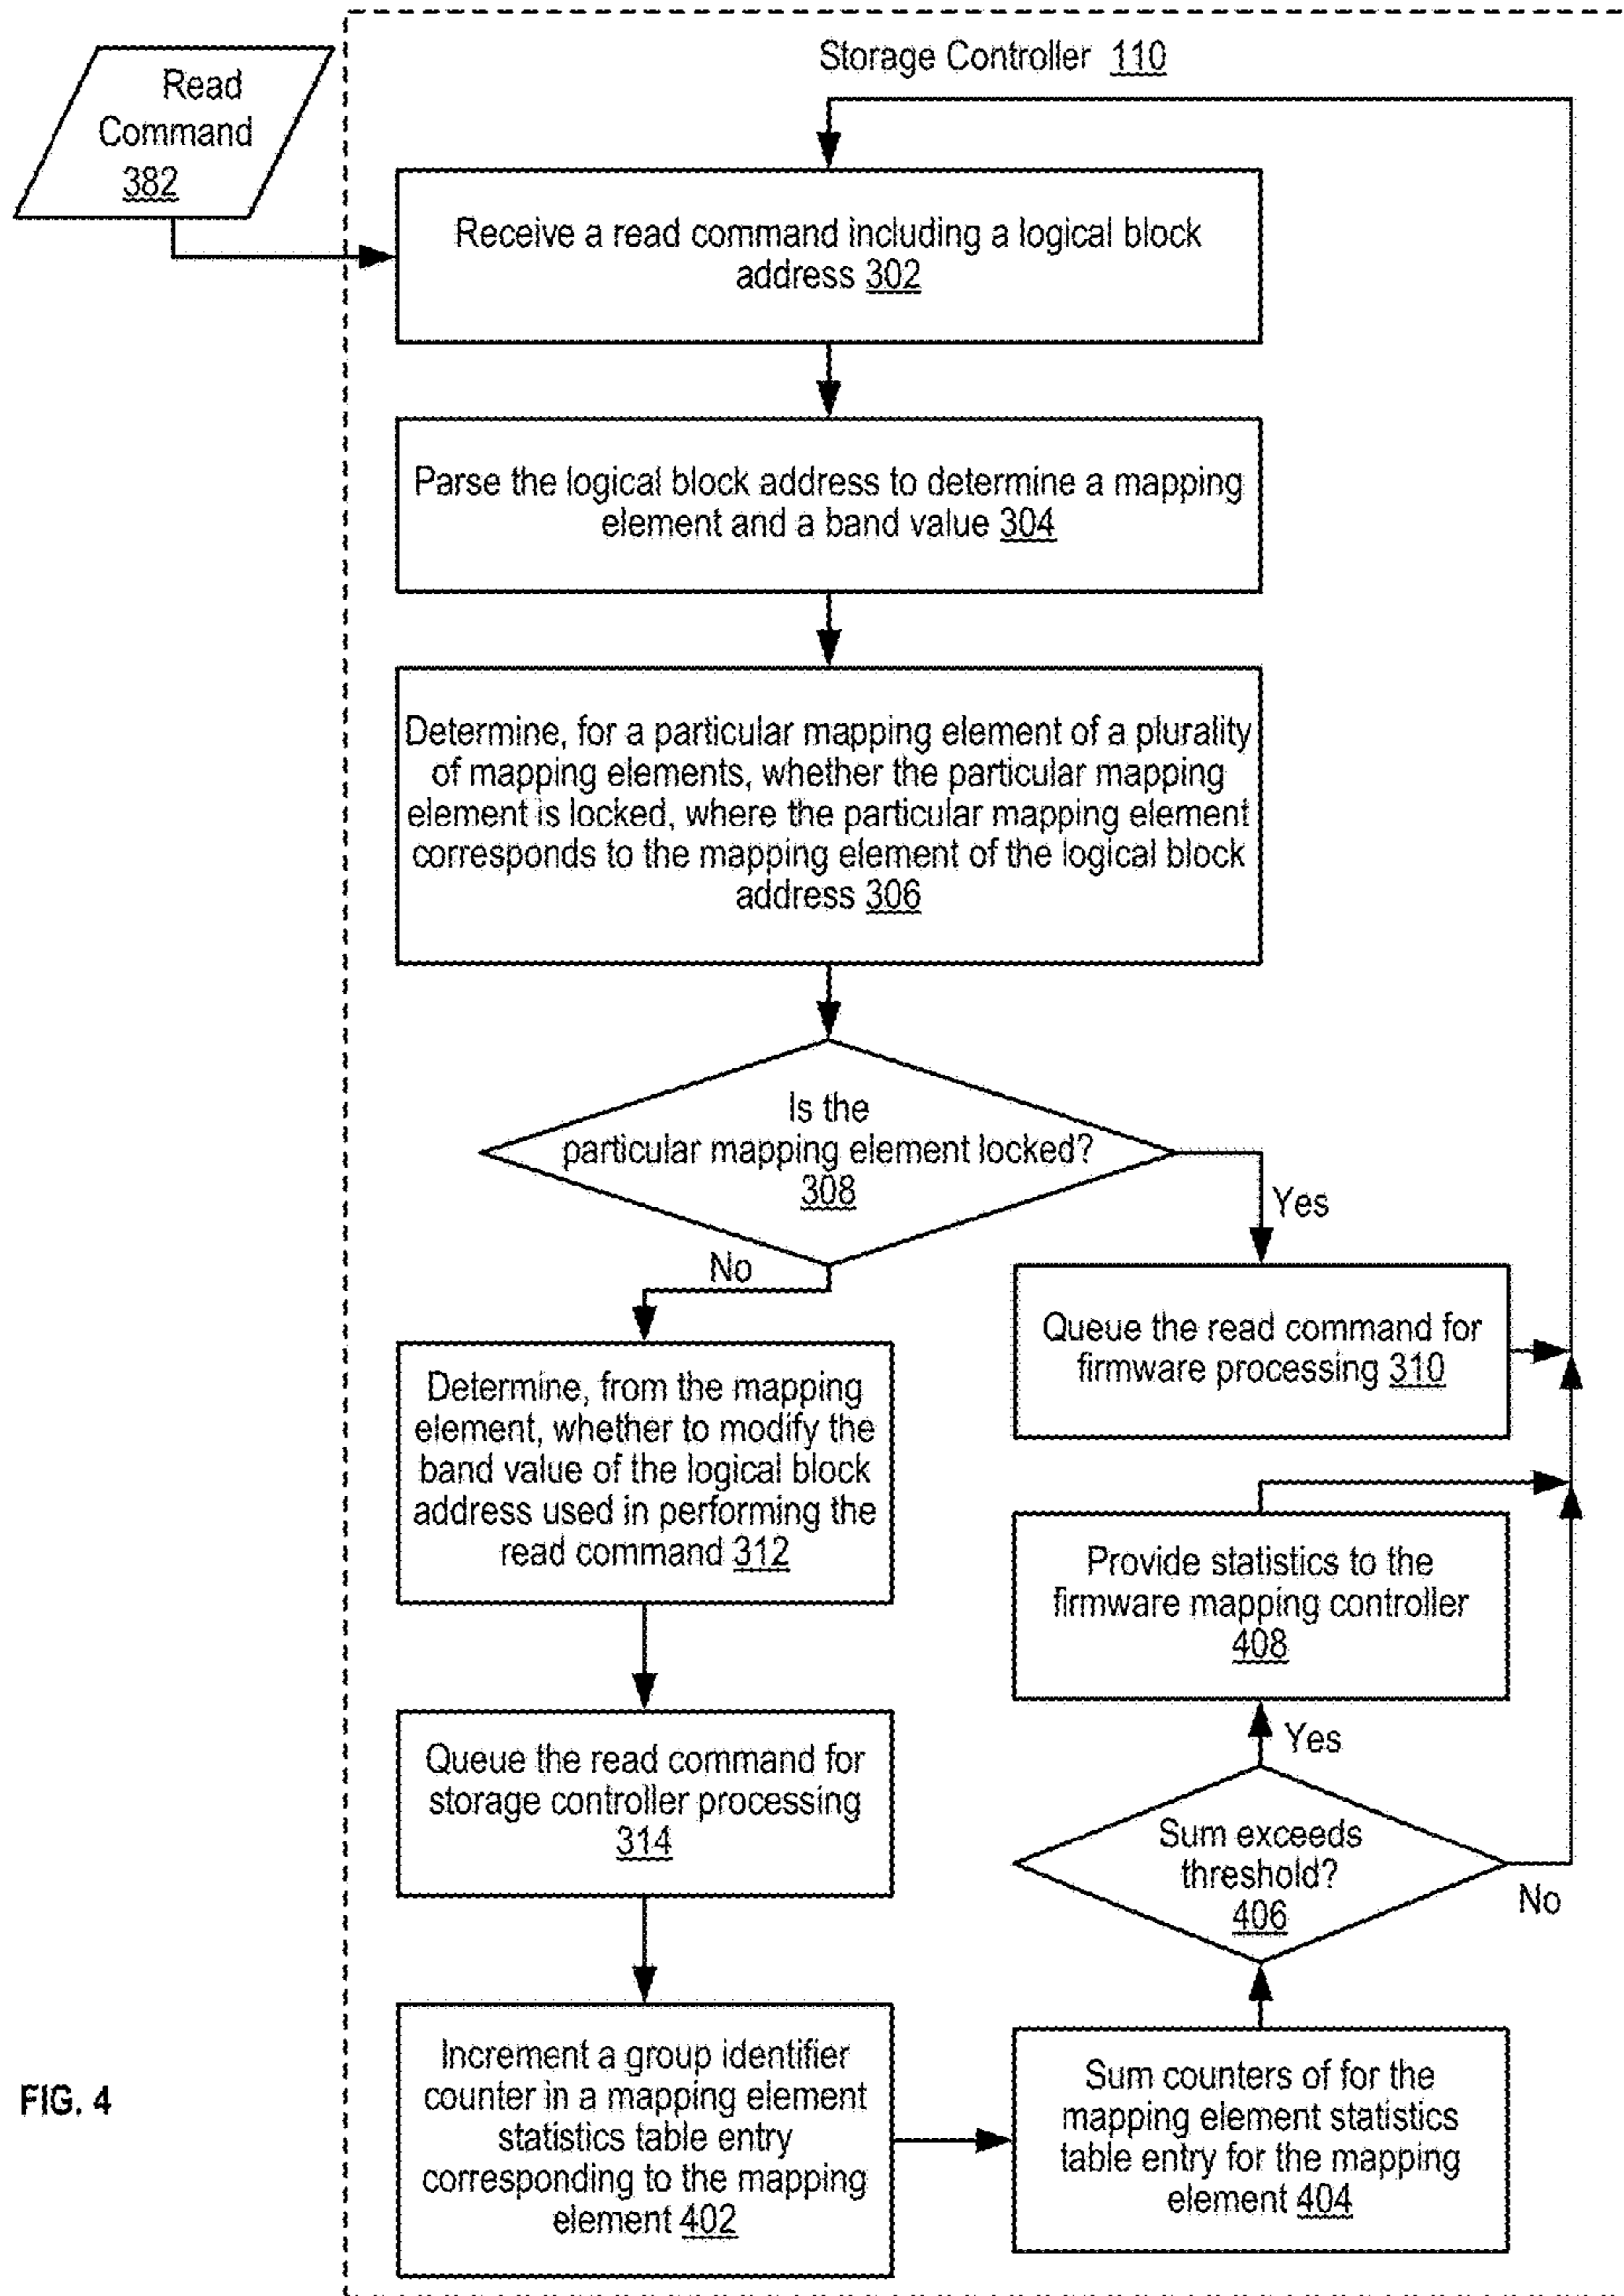 Storage Controller 110
Read
Command
382
Receive a read command including a logical block
address 302
Parse the logical block address to determine a mapping
element and a band value 304
Determine, for a particular mapping element of a plurality
of mapping elements, whether the particular mapping
element is locked, where the particular mapping element
corresponds to the mapping element of the logical block
address 306
Is the
particular mapping element locked?
308
Yes
No
Queue the read command for
firmware processing 310
Determine, from the mapping
element, whether to modify the
band value of the logical block
address used in performing the
read command 312
Queue the read command for
storage controller processing
314
Increment a group identifier
counter in a mapping element
statistics table entry
corresponding to the mapping
element 402
Sum counters of for the
mapping element statistics
table entry for the mapping
element 404
Sum exceeds
threshold?
406
No
Yes
Provide statistics to the
firmware mapping controller
408
FIG. 4